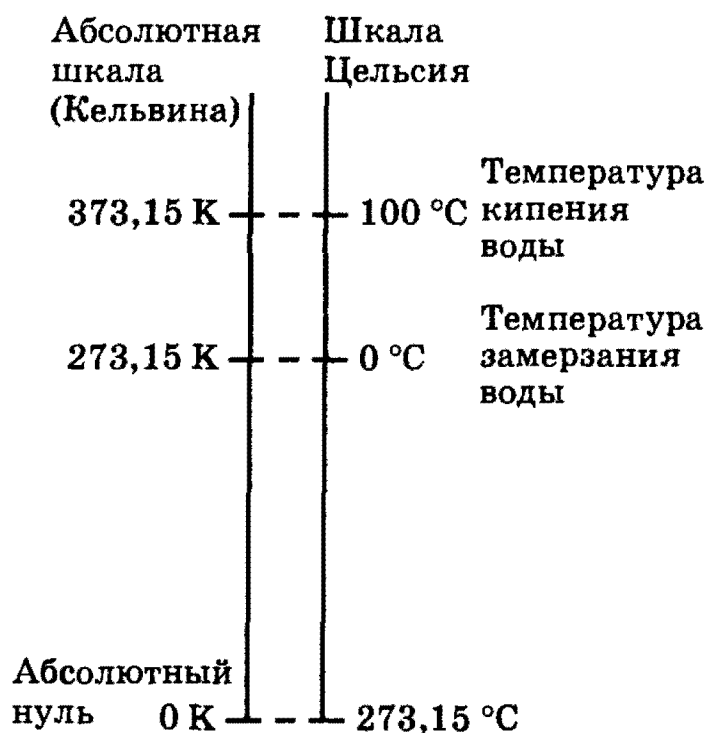 Абсолютная
шкала
(Кельвина)
Шкала
Цельсия
373,15 К
100 °С
Температура
кипения
воды
273,15 К
0 °С
Температура
замерзания
воды
Абсолютный
нуль 0 К
273,15 °С